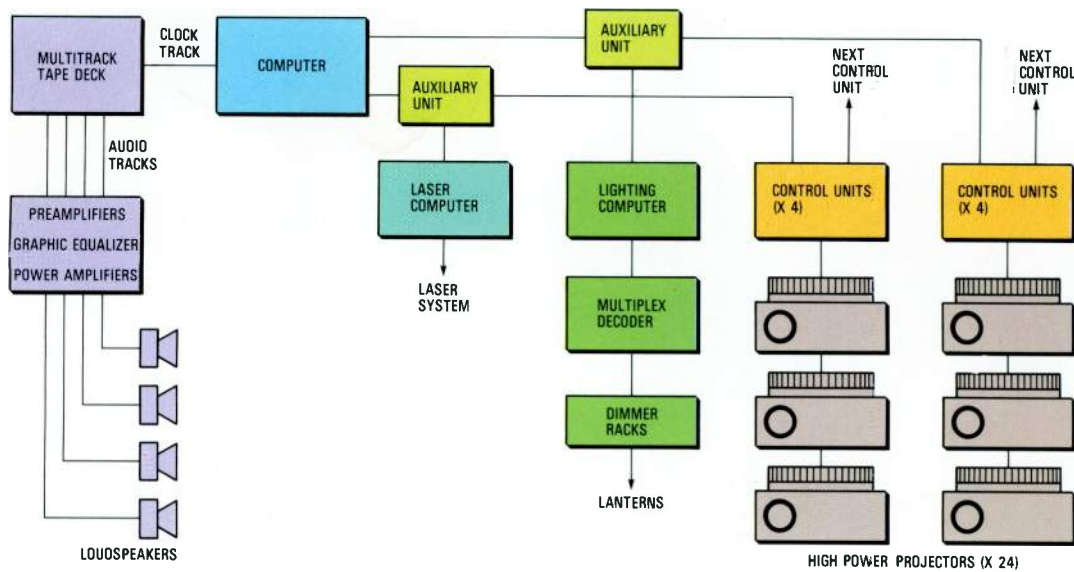 MULTITRACK
TAPE DECK
CLOCK
TRACK
COMPUTER
AUXILIARY
UNIT
AUXILIARY
UNIT
NEXT
CONTROL
UNIT
NEXT
CONTROL
UNIT
AUDIO
TRACKS
PREAMPLIFIERS
GRAPHIC EQUALIZER
POWER AMPLIFIERS
LASER
COMPUTER
LASER
SYSTEM
LIGHTING
COMPUTER
MULTIPLEX
DECODER
DIMMER
RACKS
LANTERNS
CONTROL UNITS
(X 4)
CONTROL UNITS
(X 4)
LOUDSPEAKERS
HIGH POWER PROJECTORS (X 24)